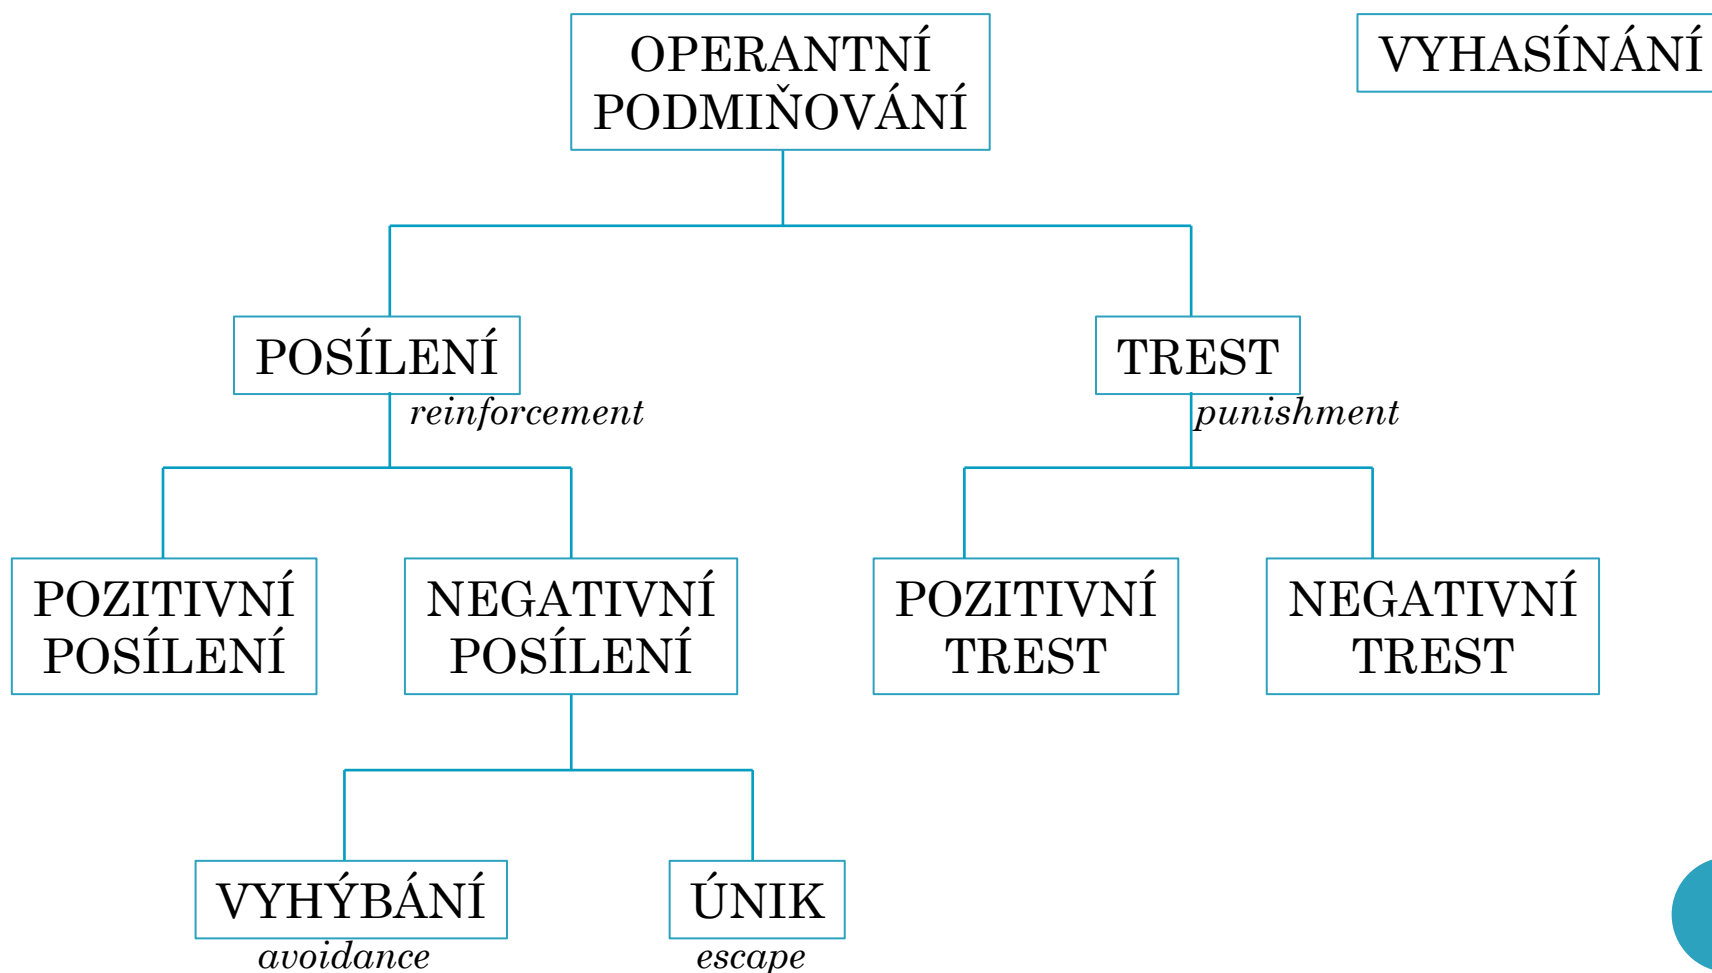 OPERANTNÍ
PODMIŇOVÁNÍ
VYHASÍNÁNÍ
POSÍLENÍ
reinforcement
TREST
punishment
POZITIVNÍ
POSÍLENÍ
NEGATIVNÍ
POSÍLENÍ
POZITIVNÍ
TREST
NEGATIVNÍ
TREST
VYHÝBÁNÍ
avoidance
ÚNIK
escape